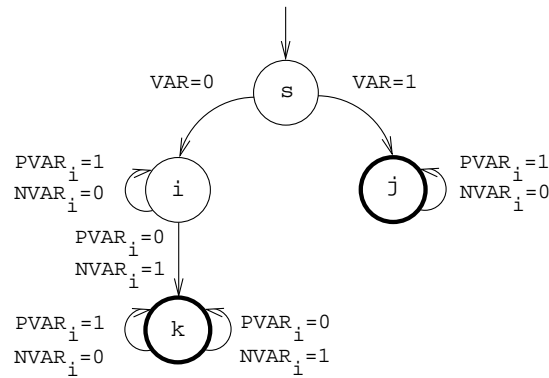 VAR=0
s
VAR=1
PVAR_i=1
NVAR_i=0
i
j
PVAR_i=1
NVAR_i=0
PVAR_i=0
NVAR_i=1
PVAR_i=1
NVAR_i=0
k
PVAR_i=0
NVAR_i=1